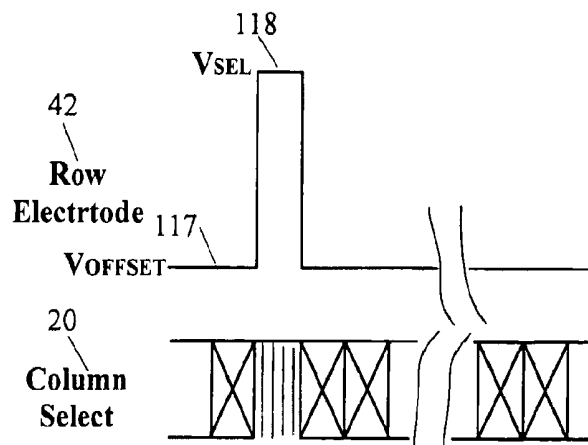 118
VSEL
42
Row
Electrtode
117
VOFFSET
20
Column
Select